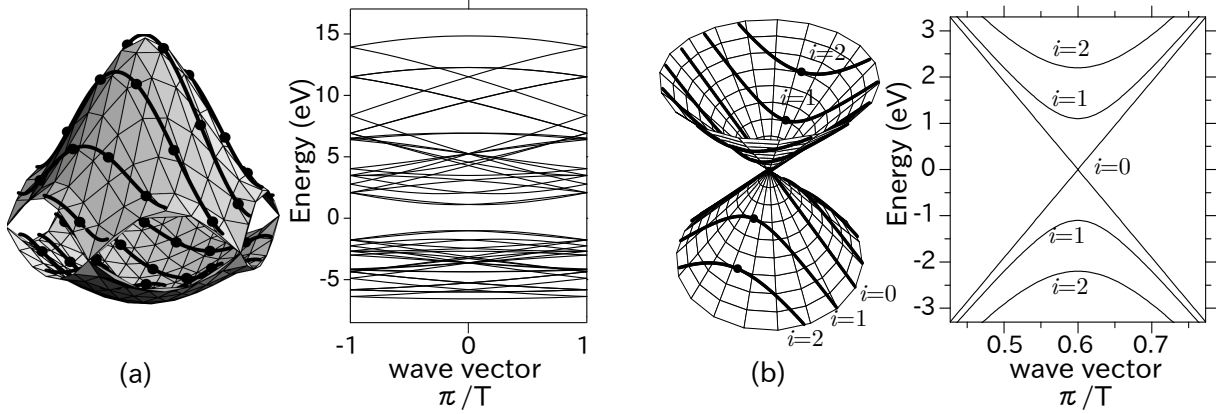 15
10
5
0
-5
Energy (eV)
-1
0
1
wave vector
π/T
(a)
i=2
i=1
i=0
i=1
i=2
(b)
3
2
1
0
-1
-2
-3
Energy (eV)
i=2
i=1
i=0
i=1
i=2
0.5
0.6
0.7
wave vector
π/T